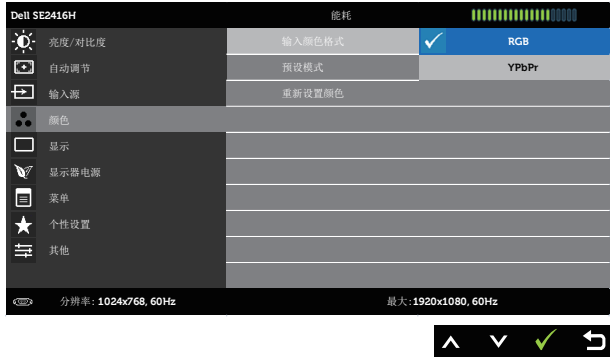 Dell SE2416H 能耗
亮度/对比度 输入颜色格式 RGB
自动调节 预设模式 YPbPr
输入源 重新设置颜色
颜色
显示
显示器电源
菜单
个性设置
其他
分辨率: 1024x768, 60Hz 最大:1920x1080, 60Hz